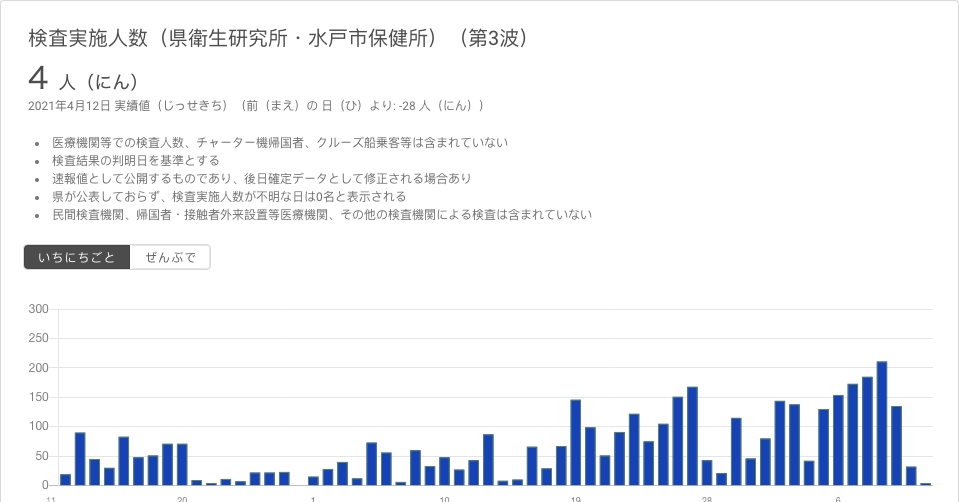 検査実施人数（県衛生研究所・水戸市保健所）（第3波）
4 人（にん）
2021年4月12日 実績値（じっせきち）（前（まえ）の 日（ひ）より: -28 人（にん））
• 医療機関等での検査人数、チャーター機帰国者、クルーズ船乗客等は含まれていない
• 検査結果の判明日を基準とする
• 速報値として公開するものであり、後日確定データとして修正される場合あり
• 県が公表しておらず、検査実施人数が不明な日は0名と表示される
• 民間検査機関、帰国者・接触者外来設置等医療機関、その他の検査機関による検査は含まれていない
いちにちごと ぜんぶで
300
250
200
150
100
50
0
11 20 1 10 19 28 6